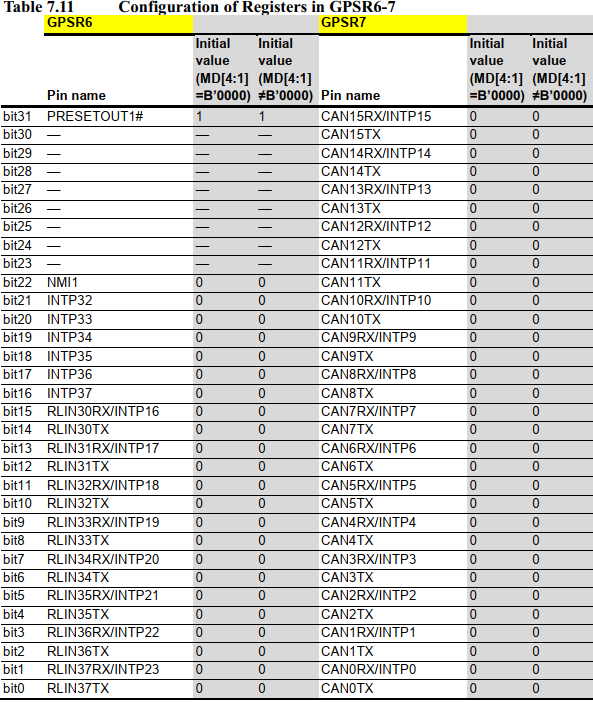 Table 7.11 Configuration of Registers in GPSR6-7
GPSR6 GPSR7
Initial Initial Initial Initial
value value value value
(MD[4:1] (MD[4:1] (MD[4:1] (MD[4:1]
Pin name =B'0000) ≠B'0000) Pin name =B'0000) ≠B'0000)
bit31 PRESETOUT1# 1 1 CAN15RX/INTP15 0 0
bit30 — — — CAN15TX 0 0
bit29 — — — CAN14RX/INTP14 0 0
bit28 — — — CAN14TX 0 0
bit27 — — — CAN13RX/INTP13 0 0
bit26 — — — CAN13TX 0 0
bit25 — — — CAN12RX/INTP12 0 0
bit24 — — — CAN12TX 0 0
bit23 — — — CAN11RX/INTP11 0 0
bit22 NMI1 0 0 CAN11TX 0 0
bit21 INTP32 0 0 CAN10RX/INTP10 0 0
bit20 INTP33 0 0 CAN10TX 0 0
bit19 INTP34 0 0 CAN9RX/INTP9 0 0
bit18 INTP35 0 0 CAN9TX 0 0
bit17 INTP36 0 0 CAN8RX/INTP8 0 0
bit16 INTP37 0 0 CAN8TX 0 0
bit15 RLIN30RX/INTP16 0 0 CAN7RX/INTP7 0 0
bit14 RLIN30TX 0 0 CAN7TX 0 0
bit13 RLIN31RX/INTP17 0 0 CAN6RX/INTP6 0 0
bit12 RLIN31TX 0 0 CAN6TX 0 0
bit11 RLIN32RX/INTP18 0 0 CAN5RX/INTP5 0 0
bit10 RLIN32TX 0 0 CAN5TX 0 0
bit9 RLIN33RX/INTP19 0 0 CAN4RX/INTP4 0 0
bit8 RLIN33TX 0 0 CAN4TX 0 0
bit7 RLIN34RX/INTP20 0 0 CAN3RX/INTP3 0 0
bit6 RLIN34TX 0 0 CAN3TX 0 0
bit5 RLIN35RX/INTP21 0 0 CAN2RX/INTP2 0 0
bit4 RLIN35TX 0 0 CAN2TX 0 0
bit3 RLIN36RX/INTP22 0 0 CAN1RX/INTP1 0 0
bit2 RLIN36TX 0 0 CAN1TX 0 0
bit1 RLIN37RX/INTP23 0 0 CAN0RX/INTP0 0 0
bit0 RLIN37TX 0 0 CAN0TX 0 0